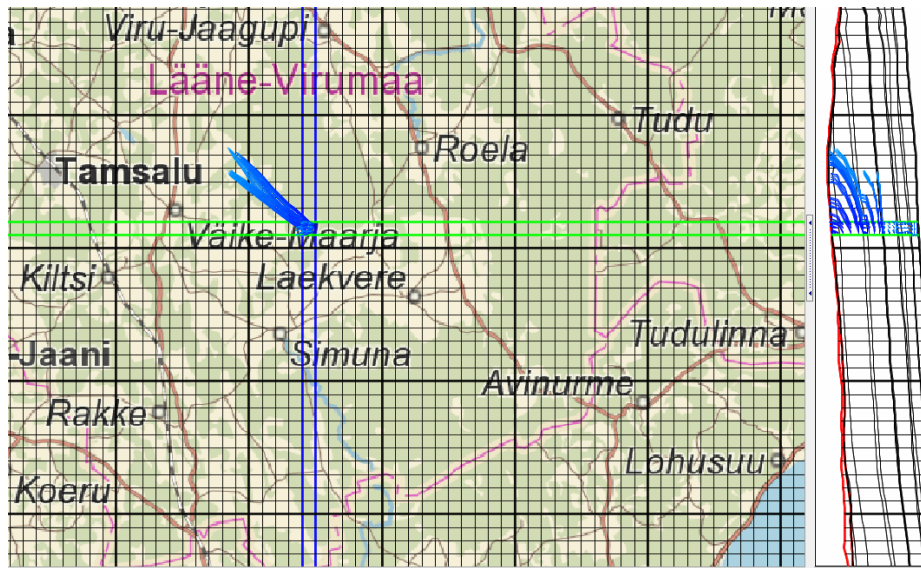 Viru-Jaagupi
Lääne-Virumaa
Tudu
Roela
Tamsalu
Väike-Maarja
Kiltsi
Laekvere
Tudulinna
-Jaani
Simuna
Avinurme
Rakke
Lohusuu
Koeru